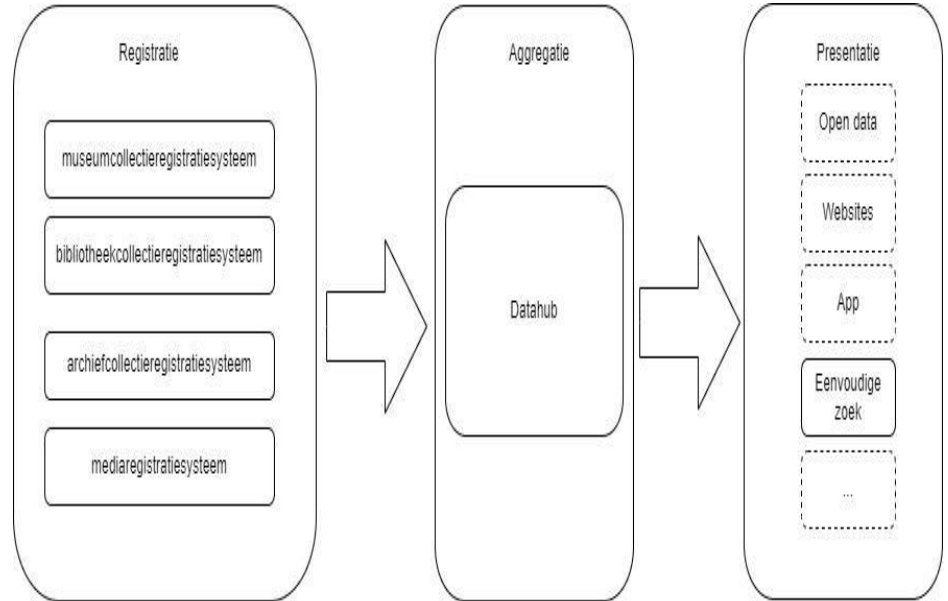 Registratie
museumcollectieregistratiesysteem
bibliotheekcollectieregistratiesysteem
archiefcollectieregistratiesysteem
mediaregistratiesysteem
Aggregatie
Datahub
Presentatie
Open data
Websites
App
Eenvoudige
zoek
...